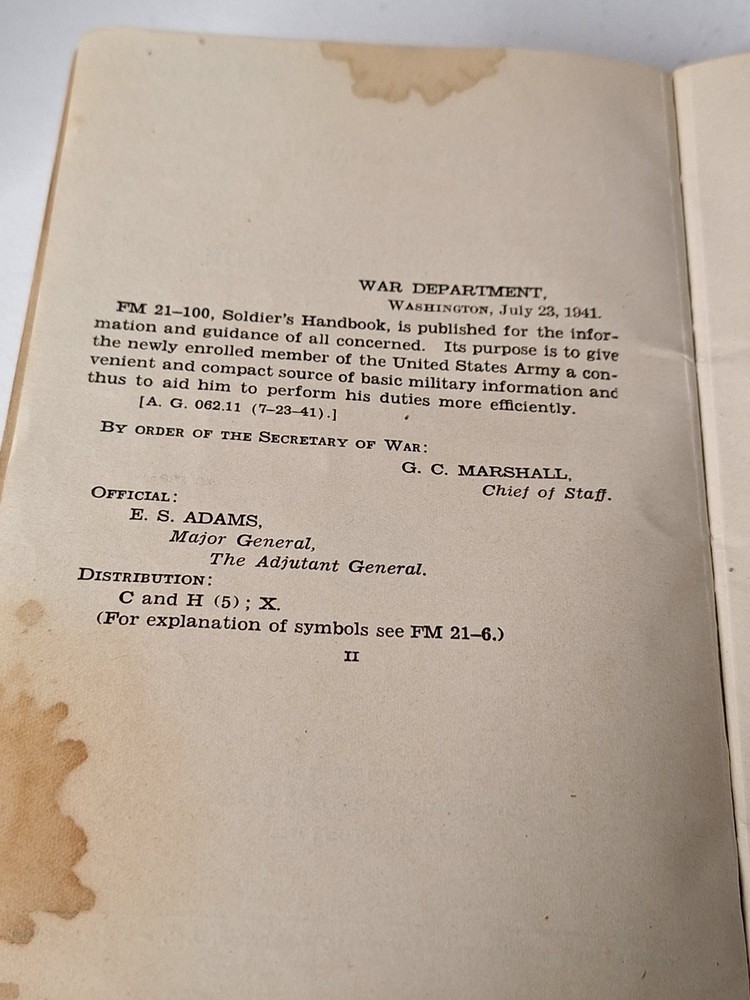 WAR DEPARTMENT,
WASHINGTON, July 23, 1941.
FM 21–100, Soldier's Handbook, is published for the infor-
mation and guidance of all concerned. Its purpose is to give
the newly enrolled member of the United States Army a con-
venient and compact source of basic military information and
thus to aid him to perform his duties more efficiently.
[A. G. 062.11 (7–23–41).]
BY ORDER OF THE SECRETARY OF WAR:
G. C. MARSHALL,
Chief of Staff.
OFFICIAL:
E. S. ADAMS,
Major General,
The Adjutant General.
DISTRIBUTION:
C and H (5); X.
(For explanation of symbols see FM 21–6.)
II